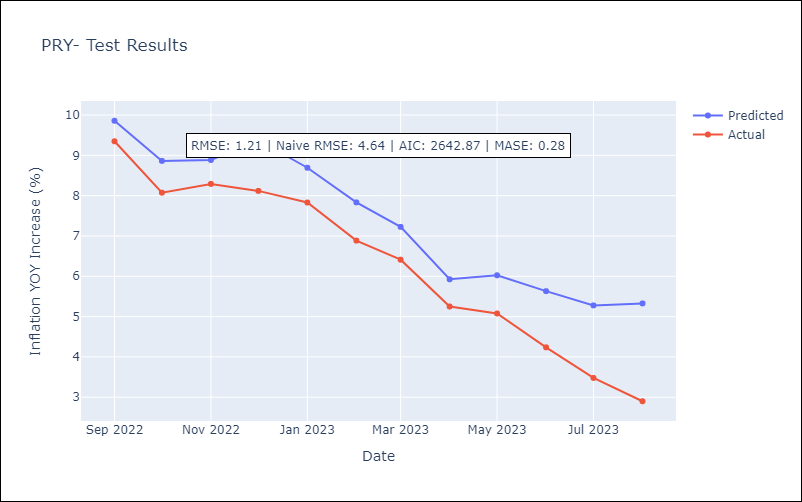 PRY- Test Results
RMSE: 1.21 | Naive RMSE: 4.64 | AIC: 2642.87 | MASE: 0.28
Predicted
Actual
Inflation YOY Increase (%)
10
9
8
7
6
5
4
3
Sep 2022
Nov 2022
Jan 2023
Mar 2023
May 2023
Jul 2023
Date